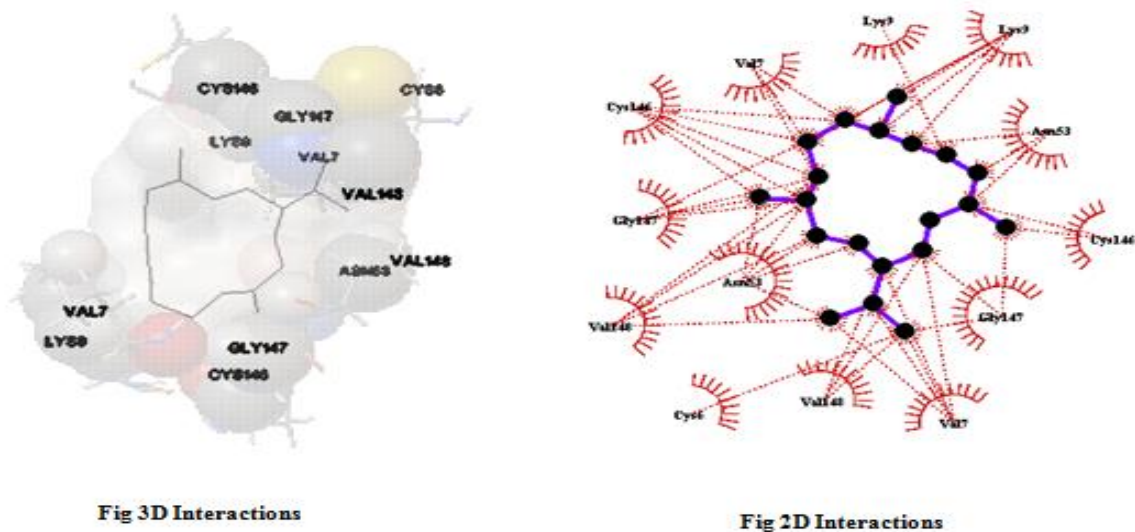 CYS146
CYS6
GLY147
LYS9
VAL7
VAL148
VAL148
ASN53
VAL7
LYS9
GLY147
CYS146
Fig 3D Interactions
Lys9
Lys9
Val7
Cys146
Asn53
Gly147
Cys146
Asn53
Gly147
Val148
Val148
Cys6
Val7
Fig 2D Interactions